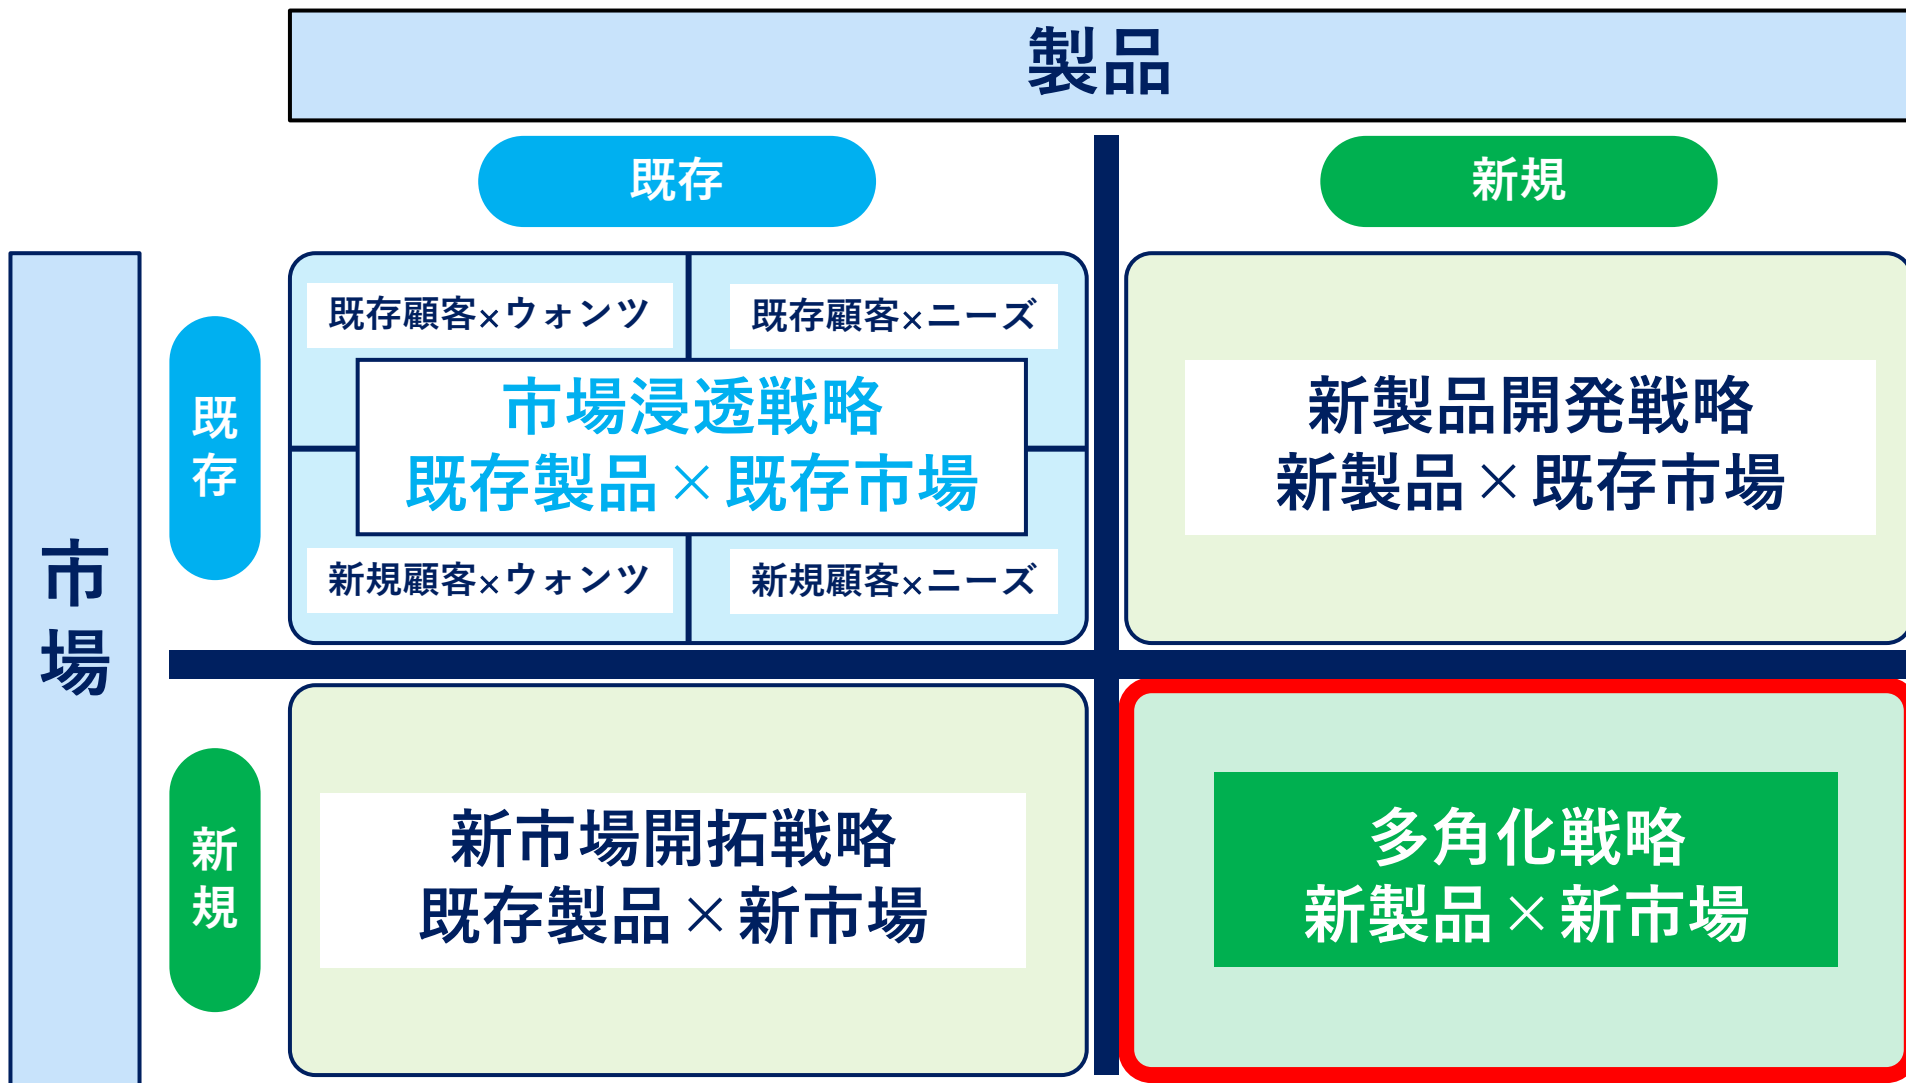 製品
既存
新規
市場
既存
既存顧客×ウォンツ
既存顧客×ニーズ
市場浸透戦略
既存製品×既存市場
新規顧客×ウォンツ
新規顧客×ニーズ
新製品開発戦略
新製品×既存市場
新規
新市場開拓戦略
既存製品×新市場
多角化戦略
新製品×新市場